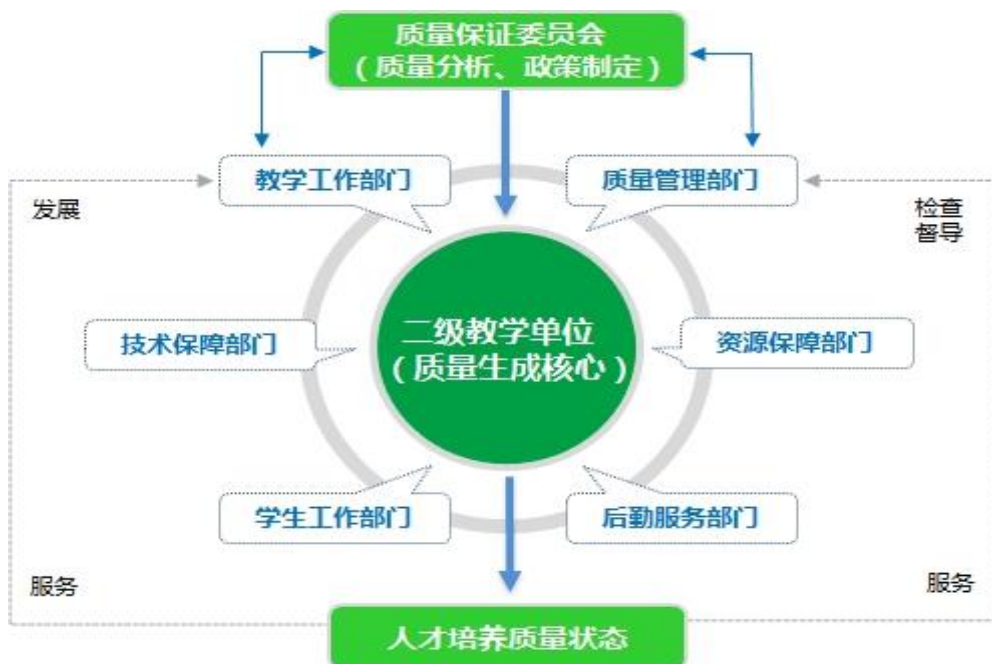 质量保证委员会
（质量分析、政策制定）
教学工作部门
质量管理部门
发展
检查
督导
二级教学单位
（质量生成核心）
技术保障部门
资源保障部门
学生工作部门
后勤服务部门
服务
服务
人才培养质量状态